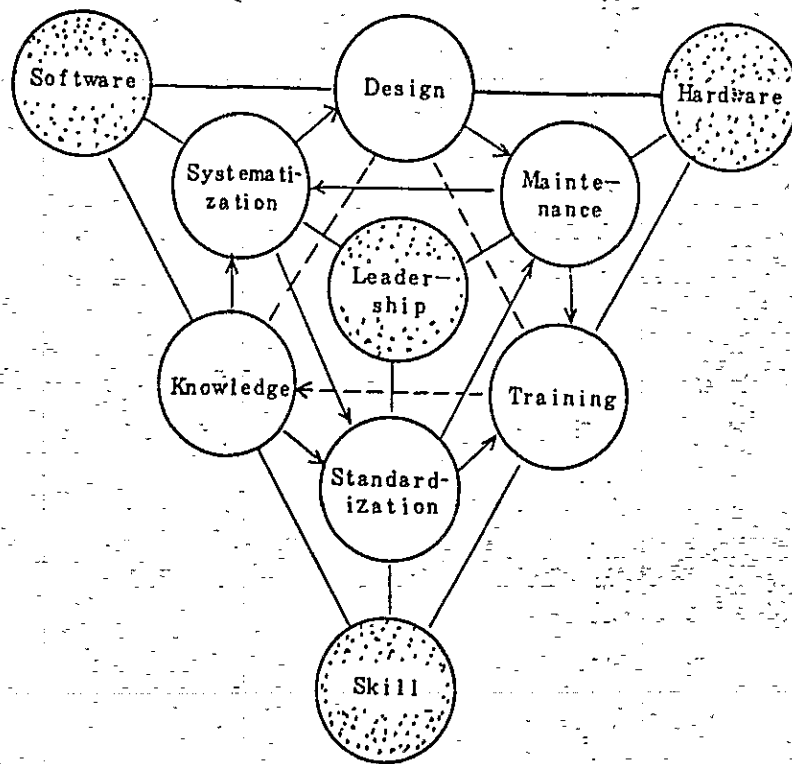 Software
Design
Hardware
Systemati-
zation
Mainte-
nance
Leader-
ship
Knowledge
Training
Standard-
ization
Skill